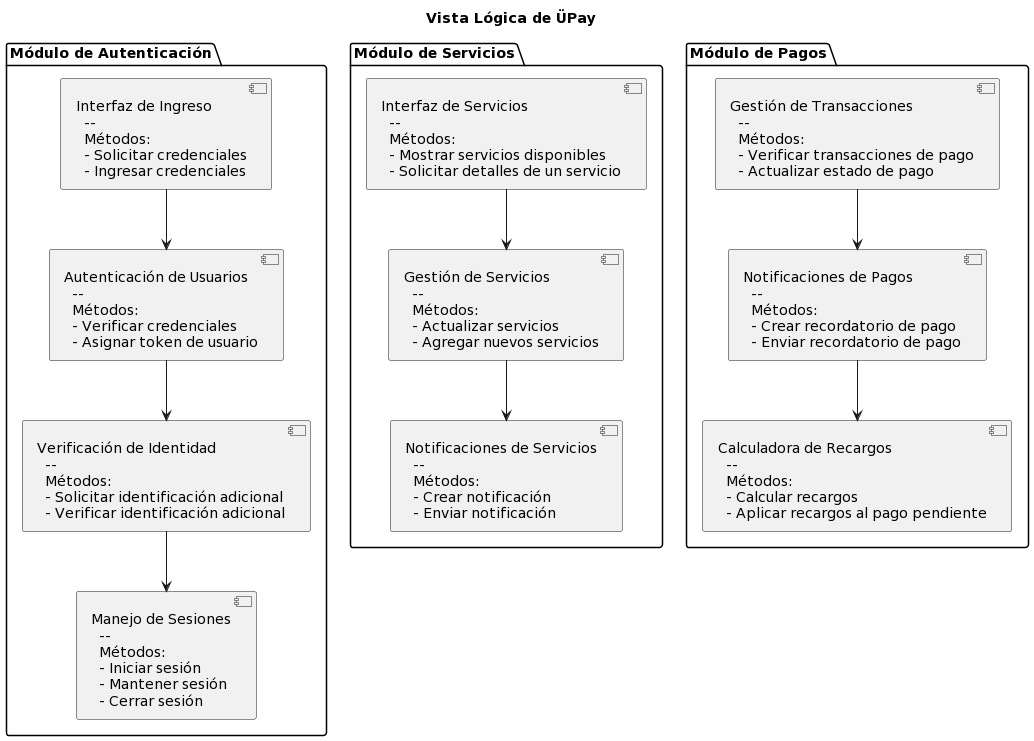 Vista Lógica de ÜPay
Módulo de Autenticación
Interfaz de Ingreso
--
Métodos:
- Solicitar credenciales
- Ingresar credenciales
Autenticación de Usuarios
--
Métodos:
- Verificar credenciales
- Asignar token de usuario
Verificación de Identidad
--
Métodos:
- Solicitar identificación adicional
- Verificar identificación adicional
Manejo de Sesiones
--
Métodos:
- Iniciar sesión
- Mantener sesión
- Cerrar sesión
Módulo de Servicios
Interfaz de Servicios
--
Métodos:
- Mostrar servicios disponibles
- Solicitar detalles de un servicio
Gestión de Servicios
--
Métodos:
- Actualizar servicios
- Agregar nuevos servicios
Notificaciones de Servicios
--
Métodos:
- Crear notificación
- Enviar notificación
Módulo de Pagos
Gestión de Transacciones
--
Métodos:
- Verificar transacciones de pago
- Actualizar estado de pago
Notificaciones de Pagos
--
Métodos:
- Crear recordatorio de pago
- Enviar recordatorio de pago
Calculadora de Recargos
--
Métodos:
- Calcular recargos
- Aplicar recargos al pago pendiente